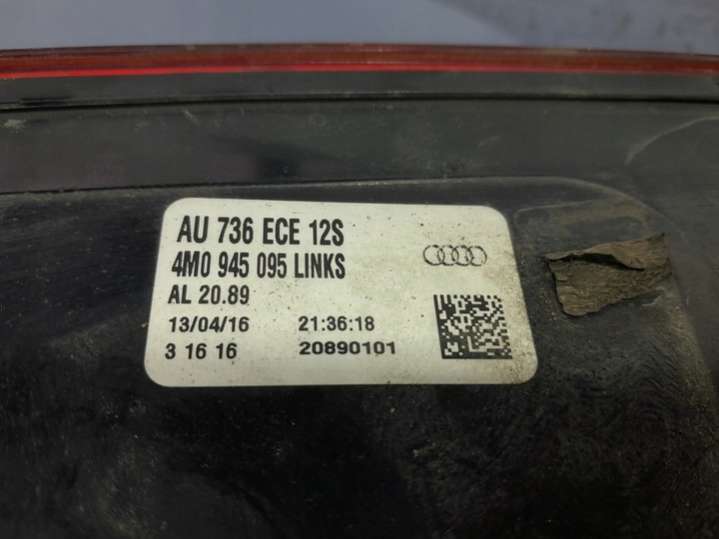 AU 736 ECE 12S
4M0 945 095 LINKS
AL 20.89
13/04/16 21:36:18
3 16 16 20890101